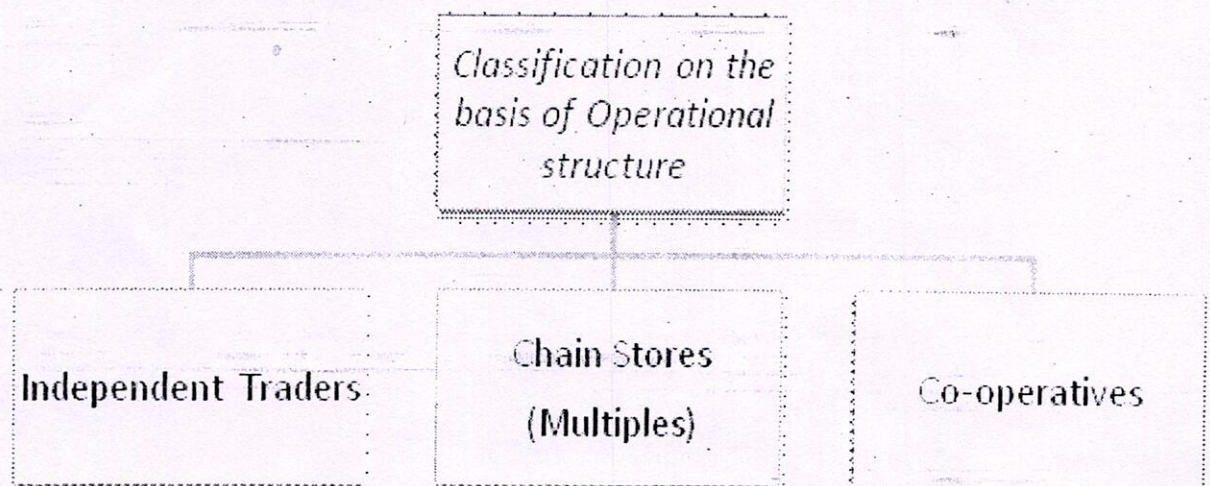 Classification on the
basis of Operational
structure
Independent Traders
Chain Stores
(Multiples)
Co-operatives